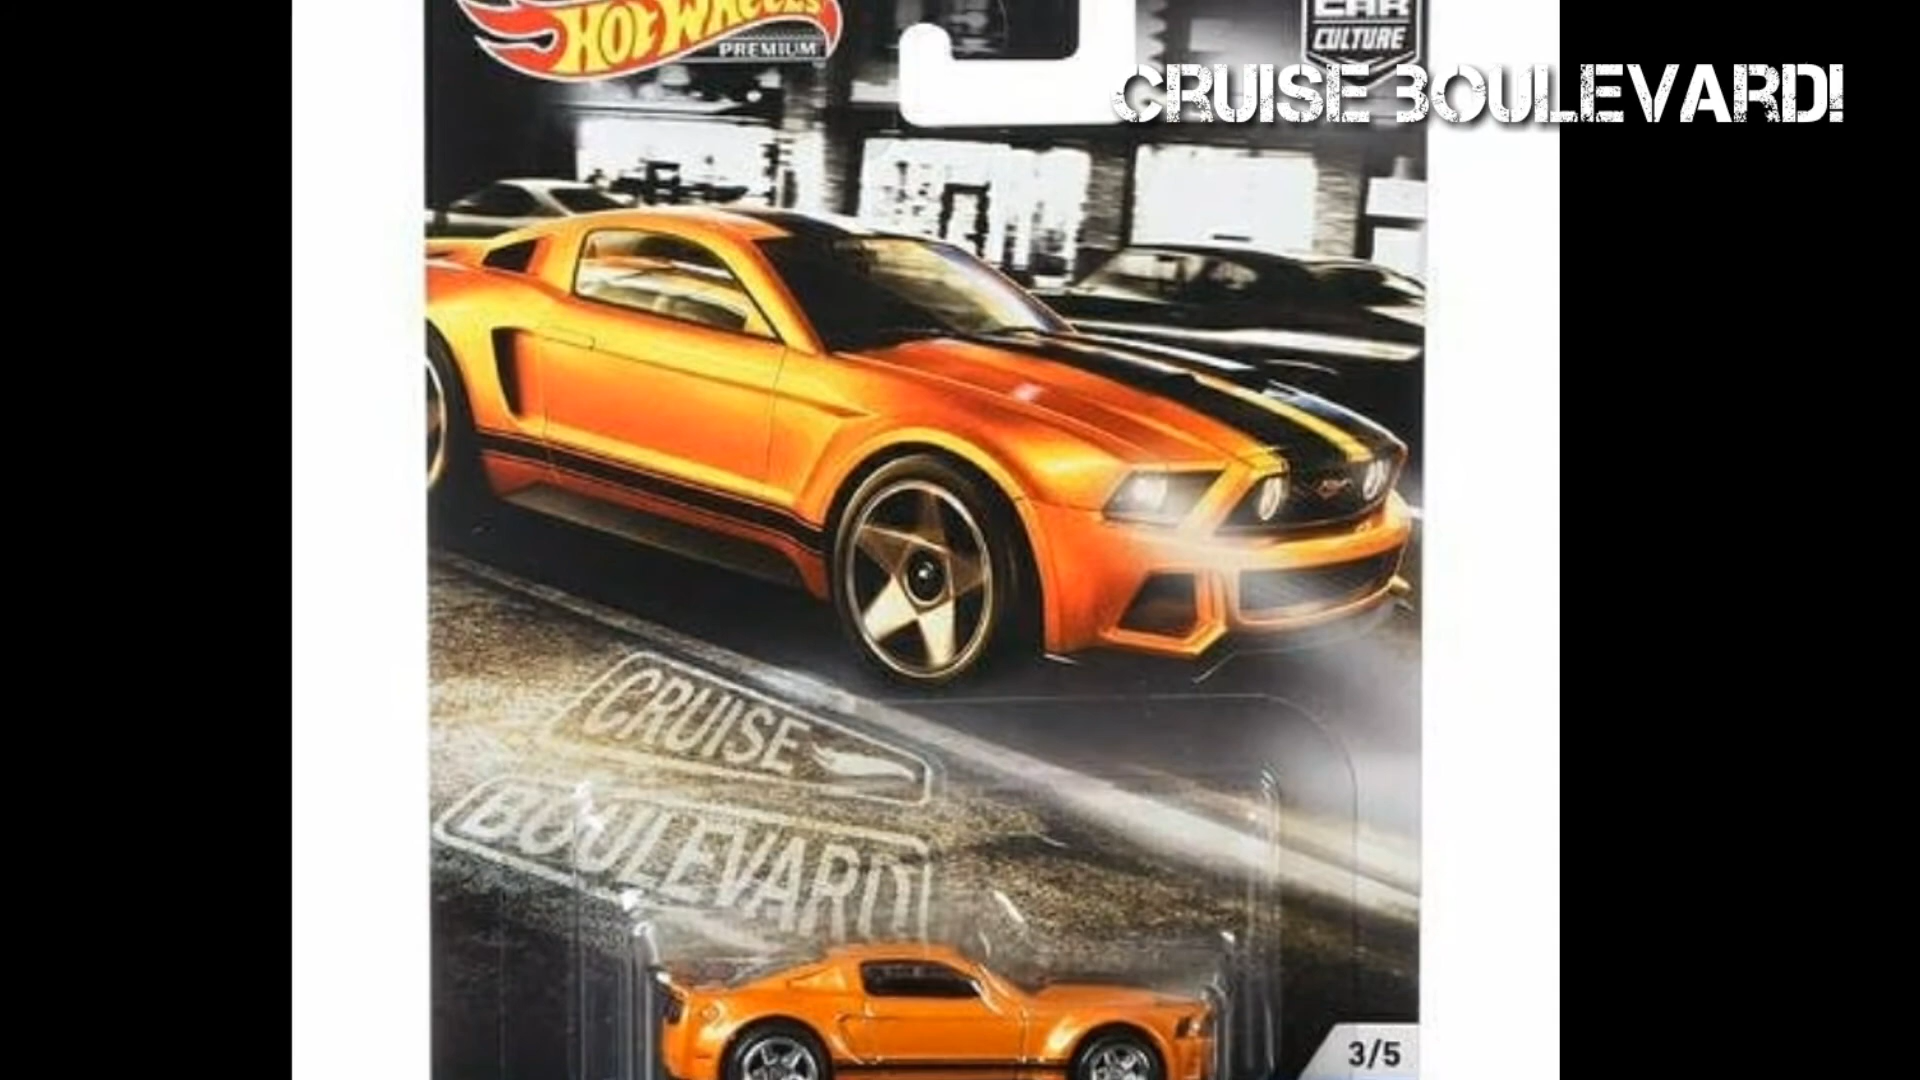 HOT WHEELS
PREMIUM
CAR
CULTURE
CRUISE BOULEVARD!
CRUISE
BOULEVARD
3/5